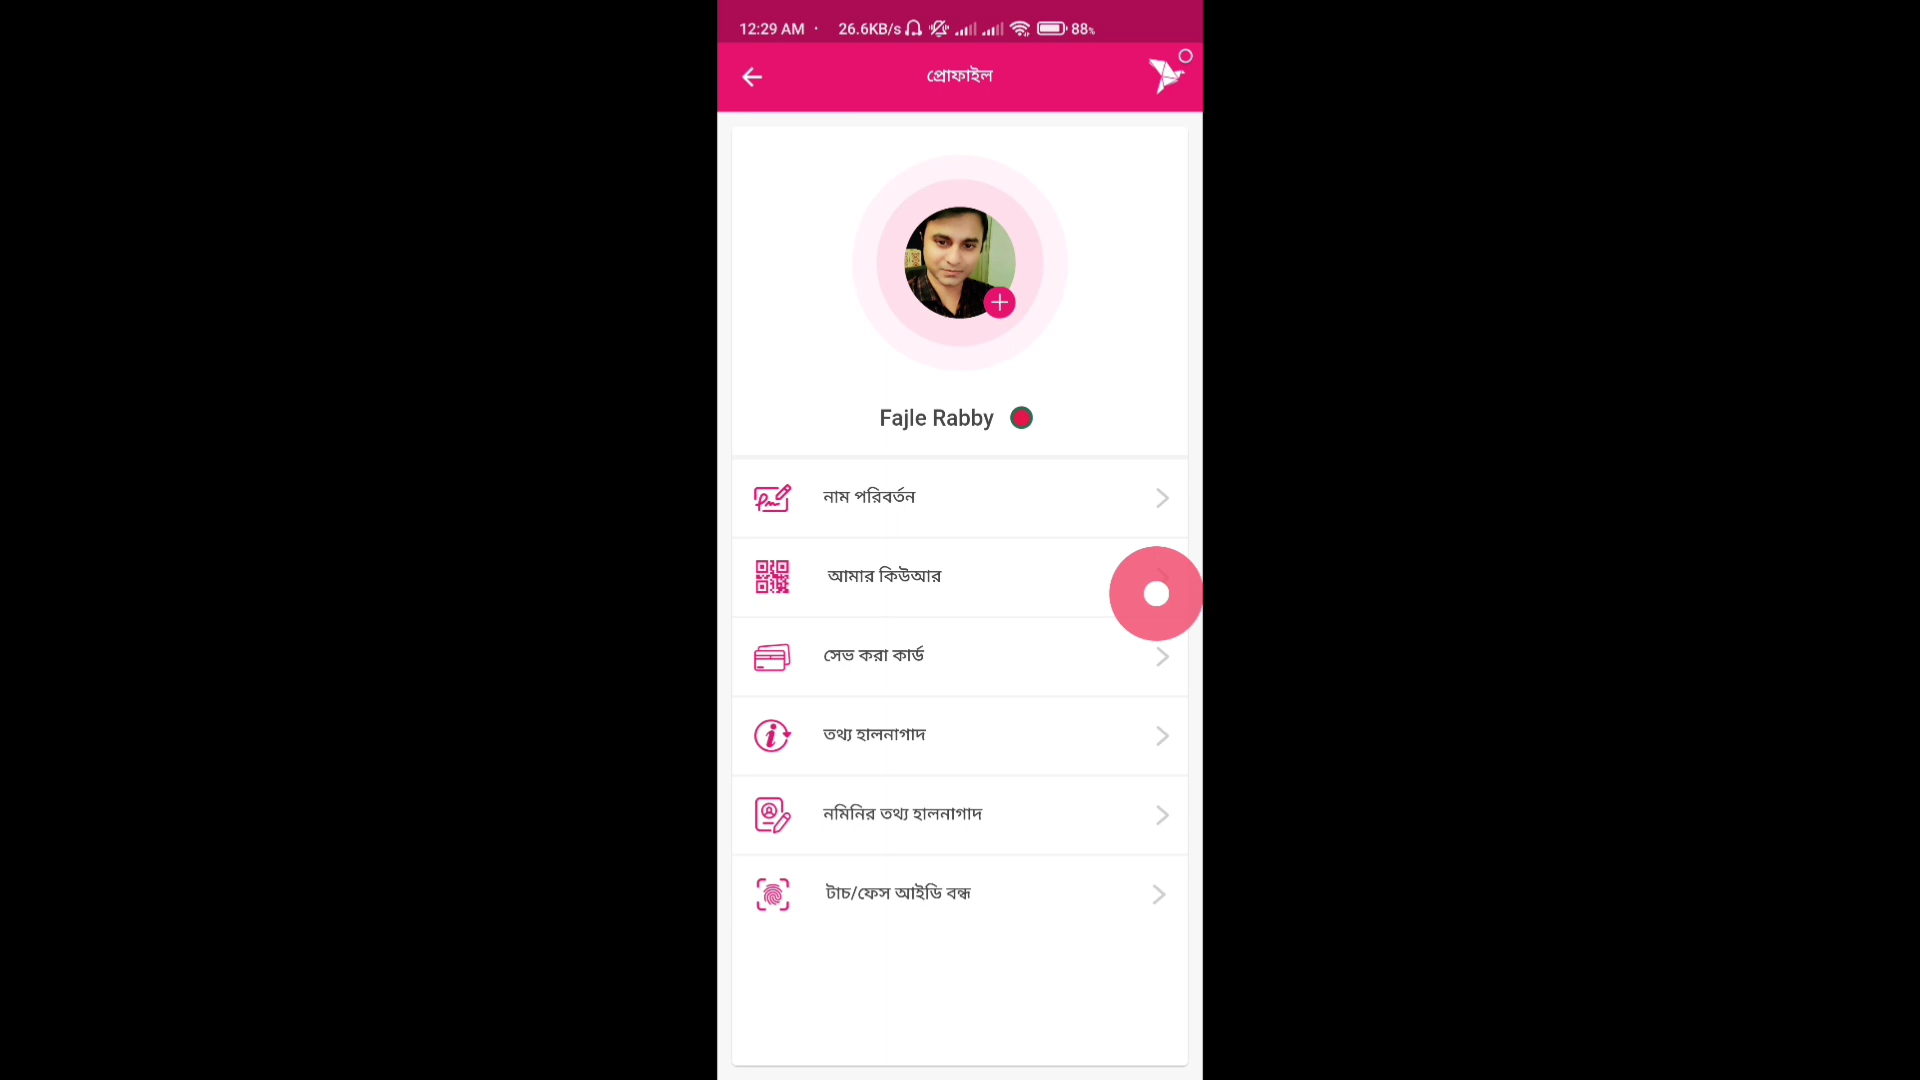 12:29 AM · 26.6KB/s 88%
প্রোফাইল
Fajle Rabby
নাম পরিবর্তন
আমার কিউআর
সেভ করা কার্ড
তথ্য হালনাগাদ
নমিনির তথ্য হালনাগাদ
টাচ/ফেস আইডি বন্ধ